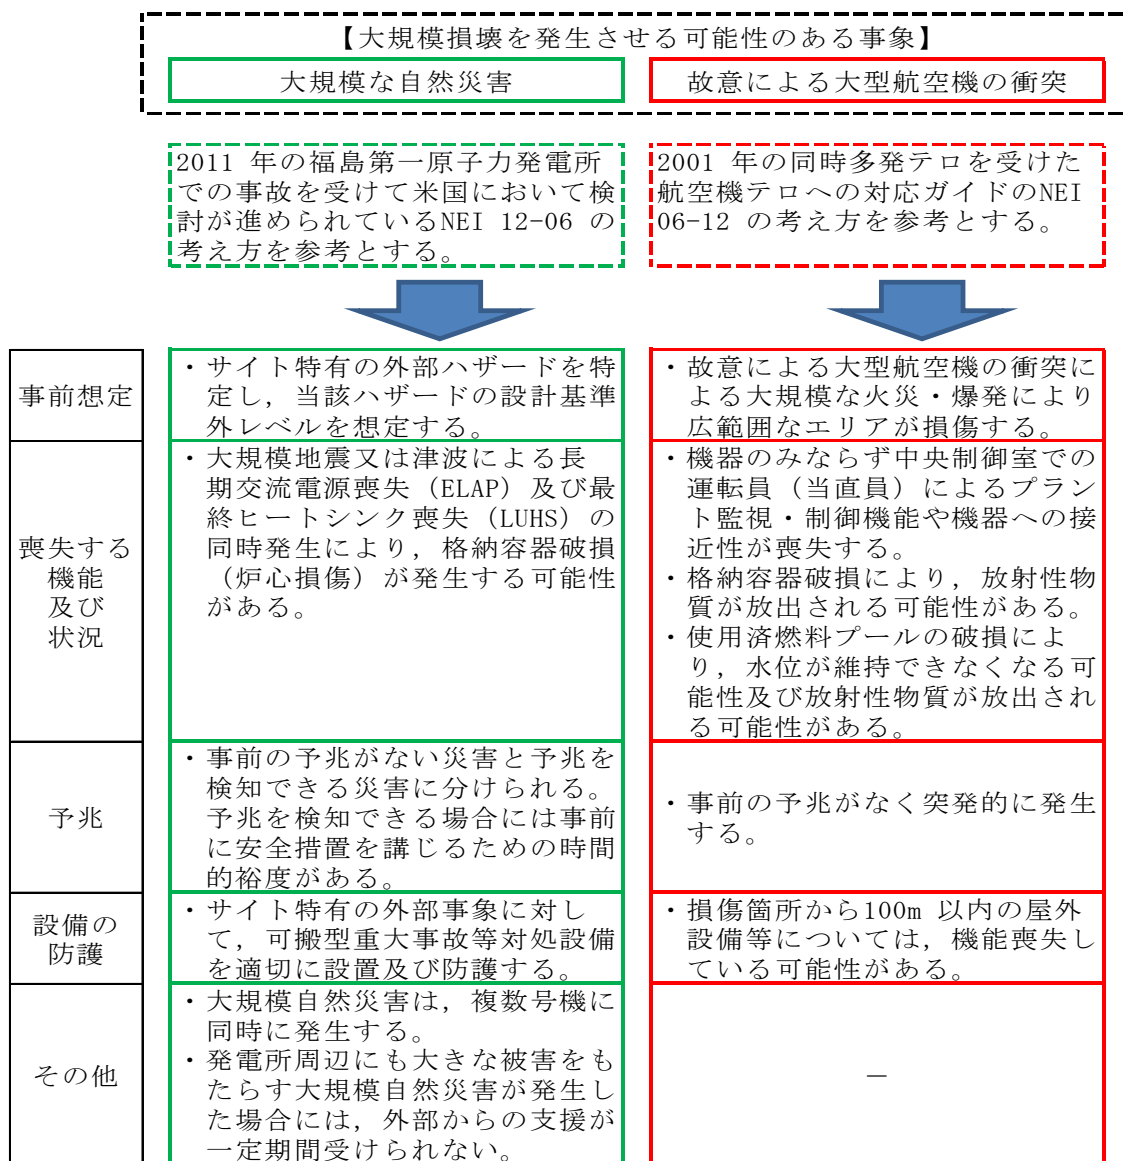 【大規模損壊を発生させる可能性のある事象】
大規模な自然災害
故意による大型航空機の衝突
2011 年の福島第一原子力発電所
での事故を受けて米国において検
討が進められているNEI 12-06 の
考え方を参考とする。
2001 年の同時多発テロを受けた
航空機テロへの対応ガイドのNEI
06-12 の考え方を参考とする。
事前想定
・サイト特有の外部ハザードを特
定し，当該ハザードの設計基準
外レベルを想定する。
・故意による大型航空機の衝突に
よる大規模な火災・爆発により
広範囲なエリアが損傷する。
喪失する
機能
及び
状況
・大規模地震又は津波による長
期交流電源喪失（ELAP）及び最
終ヒートシンク喪失（LUHS）の
同時発生により，格納容器破損
（炉心損傷）が発生する可能性
がある。
・機器のみならず中央制御室での
運転員（当直員）によるプラン
ト監視・制御機能や機器への接
近性が喪失する。
・格納容器破損により，放射性物
質が放出される可能性がある。
・使用済燃料プールの破損によ
り，水位が維持できなくなる可
能性及び放射性物質が放出され
る可能性がある。
予兆
・事前の予兆がない災害と予兆を
検知できる災害に分けられる。
予兆を検知できる場合には事前
に安全措置を講じるための時間
的裕度がある。
・事前の予兆がなく突発的に発生
する。
設備の
防護
・サイト特有の外部事象に対し
て，可搬型重大事故等対処設備
を適切に設置及び防護する。
・損傷箇所から100m 以内の屋外
設備等については，機能喪失し
ている可能性がある。
その他
・大規模自然災害は，複数号機に
同時に発生する。
・発電所周辺にも大きな被害をも
たらす大規模自然災害が発生し
た場合には，外部からの支援が
一定期間受けられない。
－